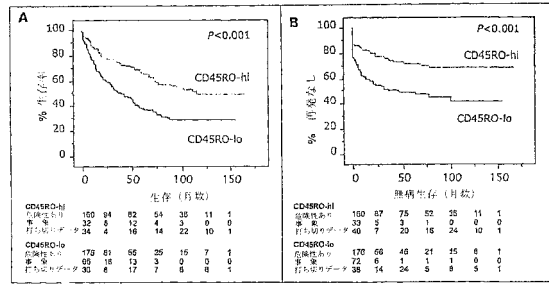 A
P<0.001
100
80
60
40
20
0
% 生存率
CD45RO-hi
CD45RO-lo
0 50 100 150
生存（月数）
CD45RO-hi
危険性あり 160 94 62 54 36 11 1
事象 32 5 12 4 3 0 0
打ち切りデータ 34 4 16 14 22 10 1
CD45RO-lo
危険性あり 176 81 55 25 15 7 1
事象 65 18 13 3 0 0 0
打ち切りデータ 30 8 17 7 8 6 1
B
P<0.001
100
80
60
40
20
0
% 再発なし
CD45RO-hi
CD45RO-lo
0 50 100 150
無病生存（月数）
CD45RO-hi
危険性あり 160 87 75 52 35 11 1
事象 33 5 3 1 0 0 0
打ち切りデータ 40 7 20 16 24 10 1
CD45RO-lo
危険性あり 176 66 46 21 15 6 1
事象 72 6 1 1 1 0 0
打ち切りデータ 38 14 24 5 8 5 1